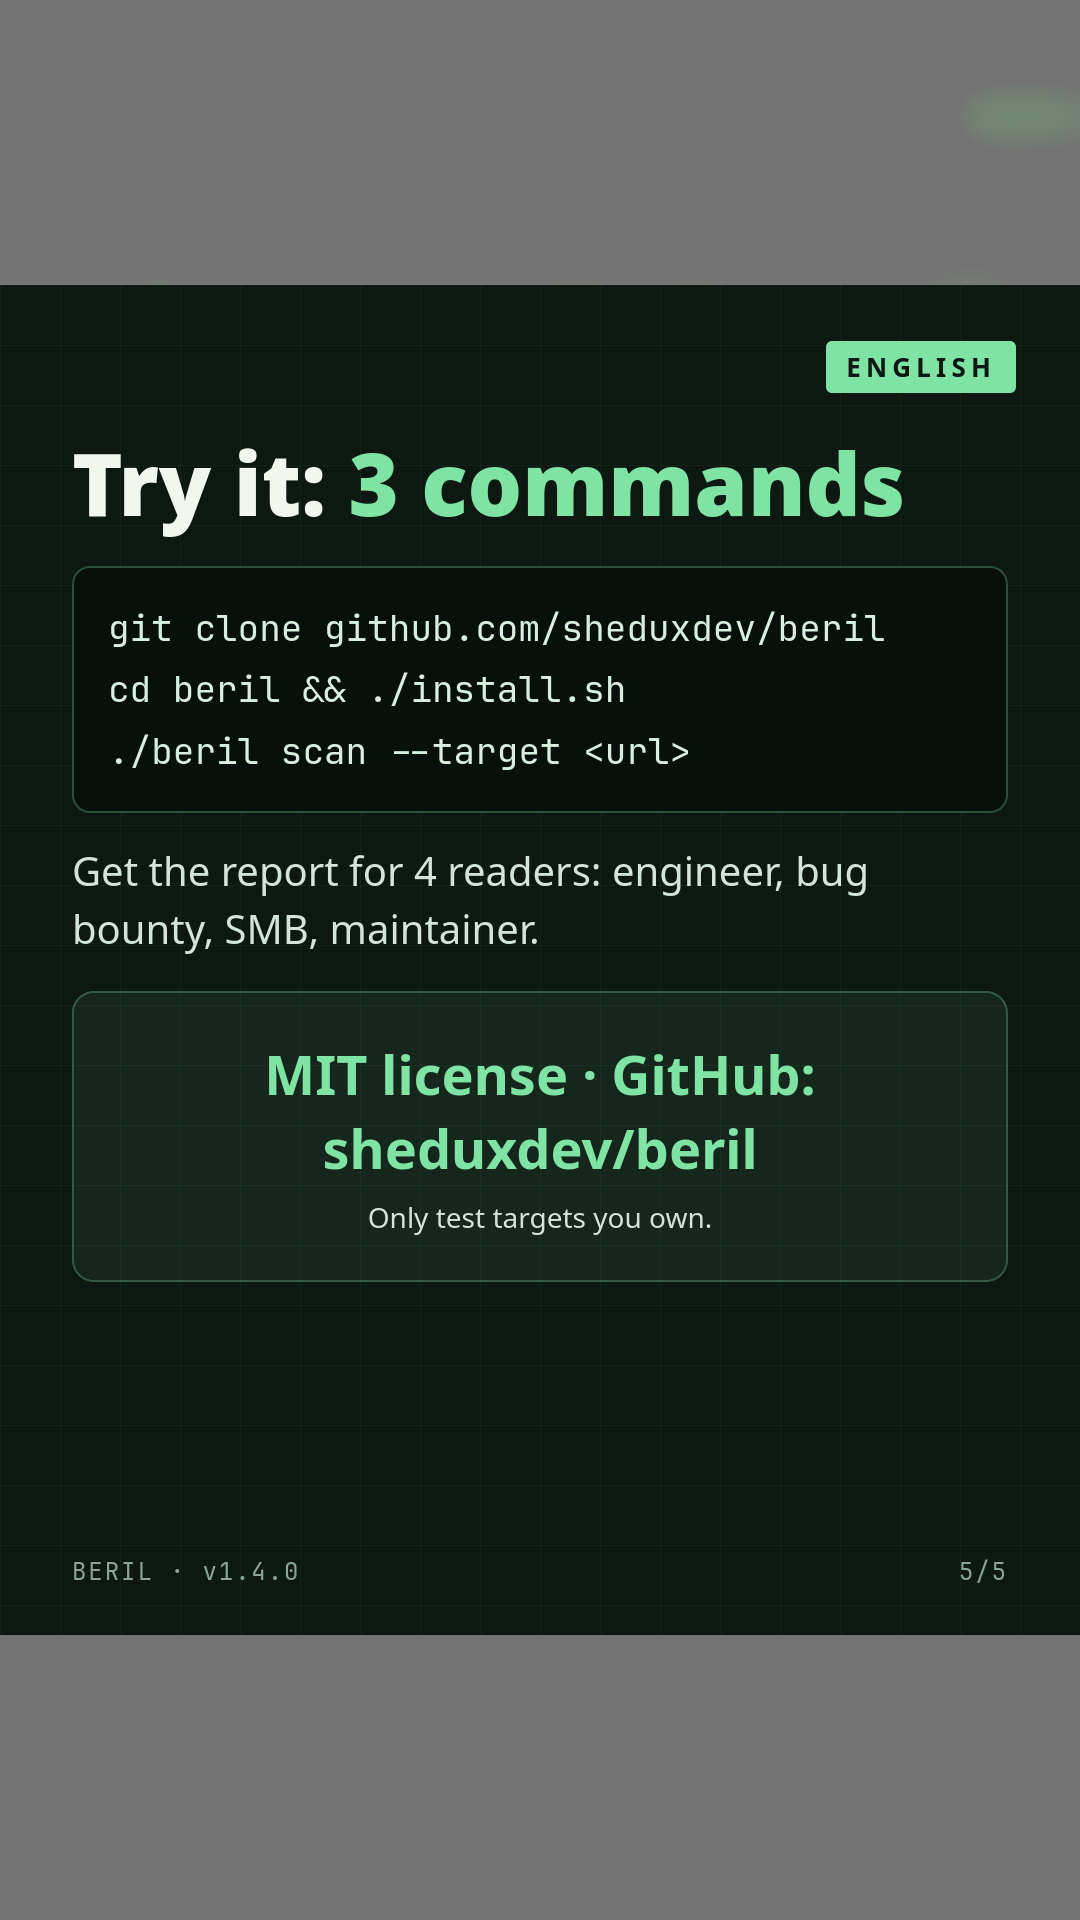 ENGLISH
Try it: 3 commands
git clone github.com/sheduxdev/beril
cd beril && ./install.sh
./beril scan --target <url>
Get the report for 4 readers: engineer, bug
bounty, SMB, maintainer.
MIT license · GitHub:
sheduxdev/beril
Only test targets you own.
BERIL · v1.4.0
5/5